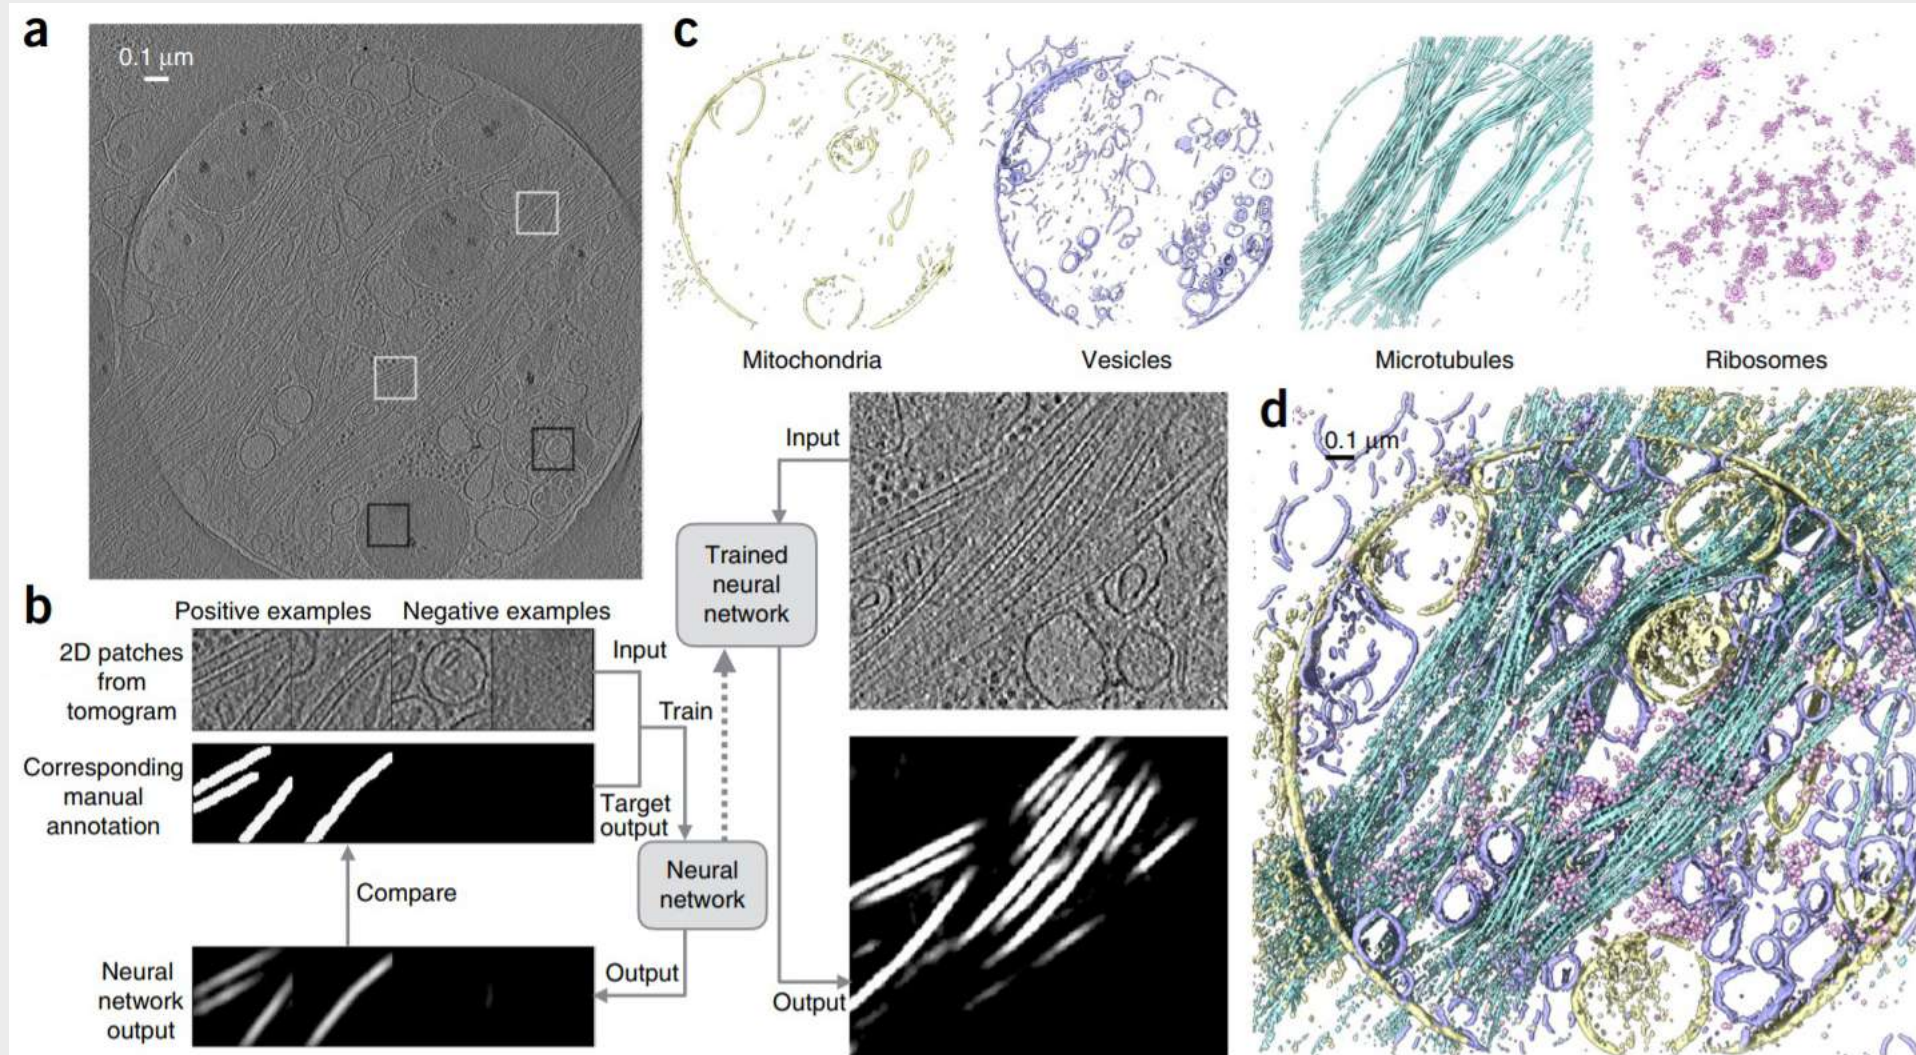 a
0.1 μm
c
Mitochondria
Vesicles
Microtubules
Ribosomes
b
Positive examples
Negative examples
2D patches
from
tomogram
Corresponding
manual
annotation
Compare
Neural
network
output
Input
Train
Target
output
Neural
network
Output
Input
Trained
neural
network
Output
d
0.1 μm